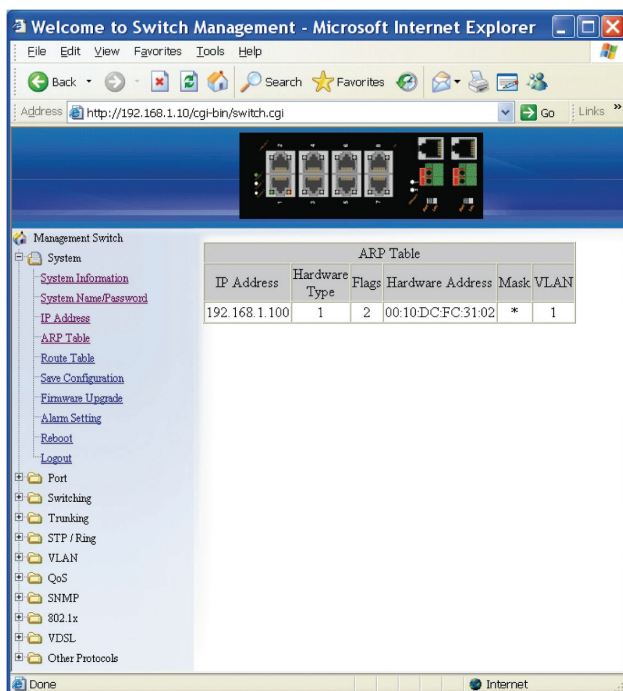 Welcome to Switch Management - Microsoft Internet Explorer
File Edit View Favorites Tools Help
Back Search Favorites
Address http://192.168.1.10/cgi-bin/switch.cgi Go Links »
Management Switch
System
System Information
System Name/Password
IP Address
ARP Table
Route Table
Save Configuration
Firmware Upgrade
Alarm Setting
Reboot
Logout
Port
Switching
Trunking
STP / Ring
VLAN
QoS
SNMP
802.1x
VDSL
Other Protocols
ARP Table
IP Address Hardware Type Flags Hardware Address Mask VLAN
192.168.1.100 1 2 00:10:DC:FC:31:02 * 1
Done Internet